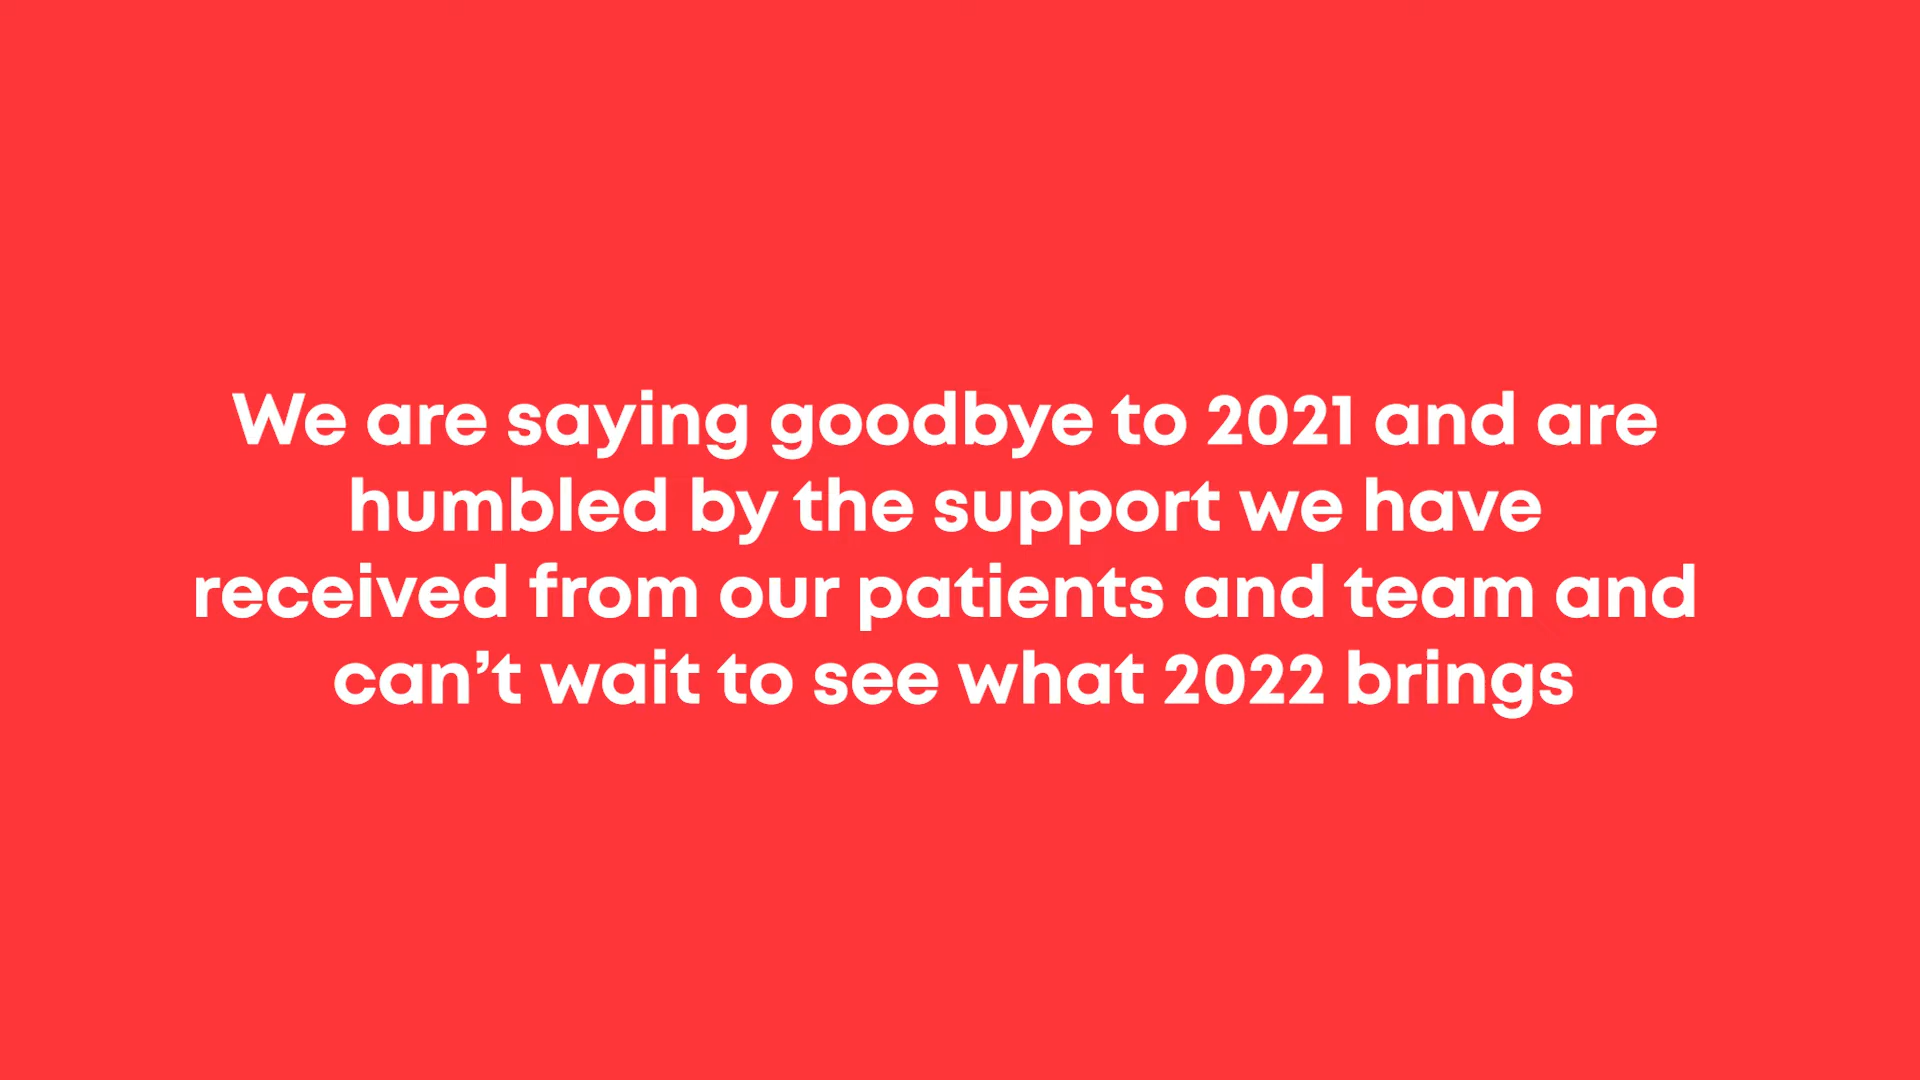 We are saying goodbye to 2021 and are
humbled by the support we have
received from our patients and team and
can’t wait to see what 2022 brings